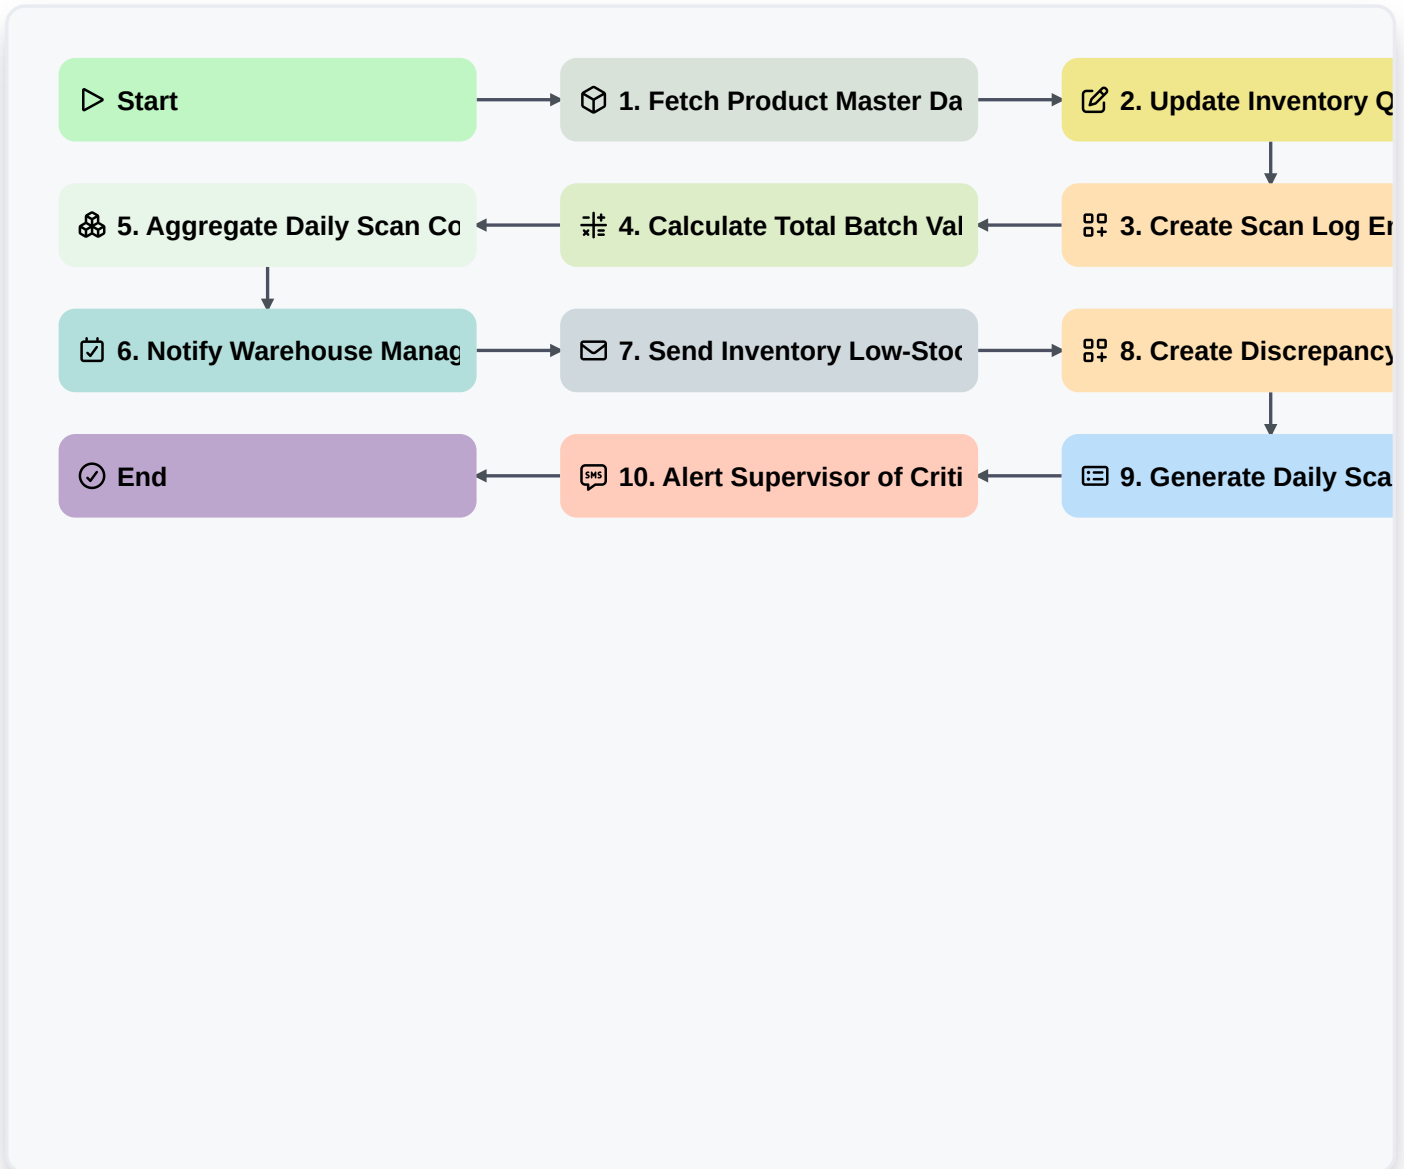 Start
1. Fetch Product Master Da
2. Update Inventory Q
5. Aggregate Daily Scan Co
4. Calculate Total Batch Val
3. Create Scan Log Er
6. Notify Warehouse Manag
7. Send Inventory Low-Stoc
8. Create Discrepancy
End
SMS
10. Alert Supervisor of Criti
9. Generate Daily Sca